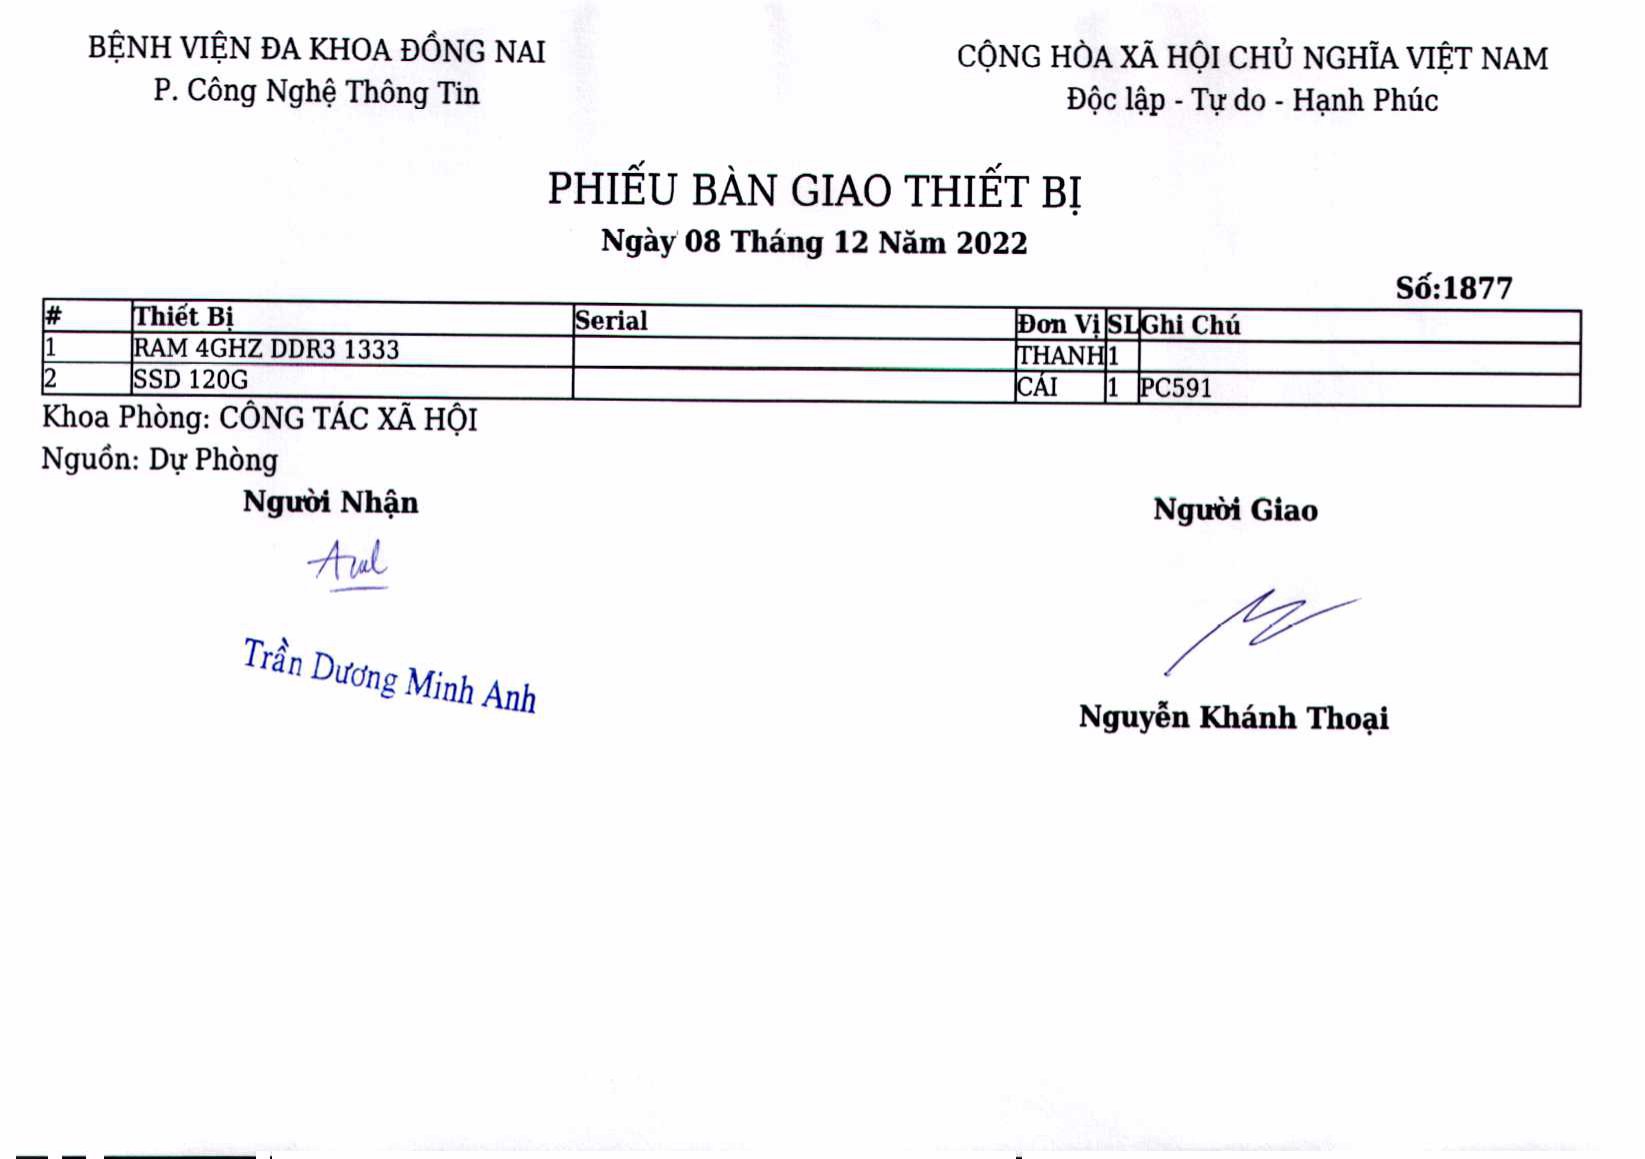 BỆNH VIỆN ĐA KHOA ĐỒNG NAI
P. Công Nghệ Thông Tin
CỘNG HÒA XÃ HỘI CHỦ NGHĨA VIỆT NAM
Độc lập - Tự do - Hạnh Phúc
PHIẾU BÀN GIAO THIẾT BỊ
Ngày 08 Tháng 12 Năm 2022
Số:1877
# Thiết Bị Serial Đơn Vị SL Ghi Chú
1 RAM 4GHZ DDR3 1333 THANH 1
2 SSD 120G CÁI 1 PC591
Khoa Phòng: CÔNG TÁC XÃ HỘI
Nguồn: Dự Phòng
Người Nhận
Người Giao
Trần Dương Minh Anh
Nguyễn Khánh Thoại